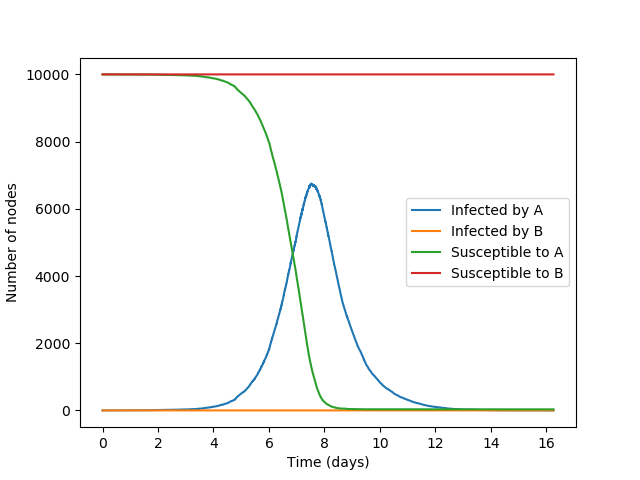 10000
8000
6000
4000
2000
0
Number of nodes
Infected by A
Infected by B
Susceptible to A
Susceptible to B
0 2 4 6 8 10 12 14 16
Time (days)